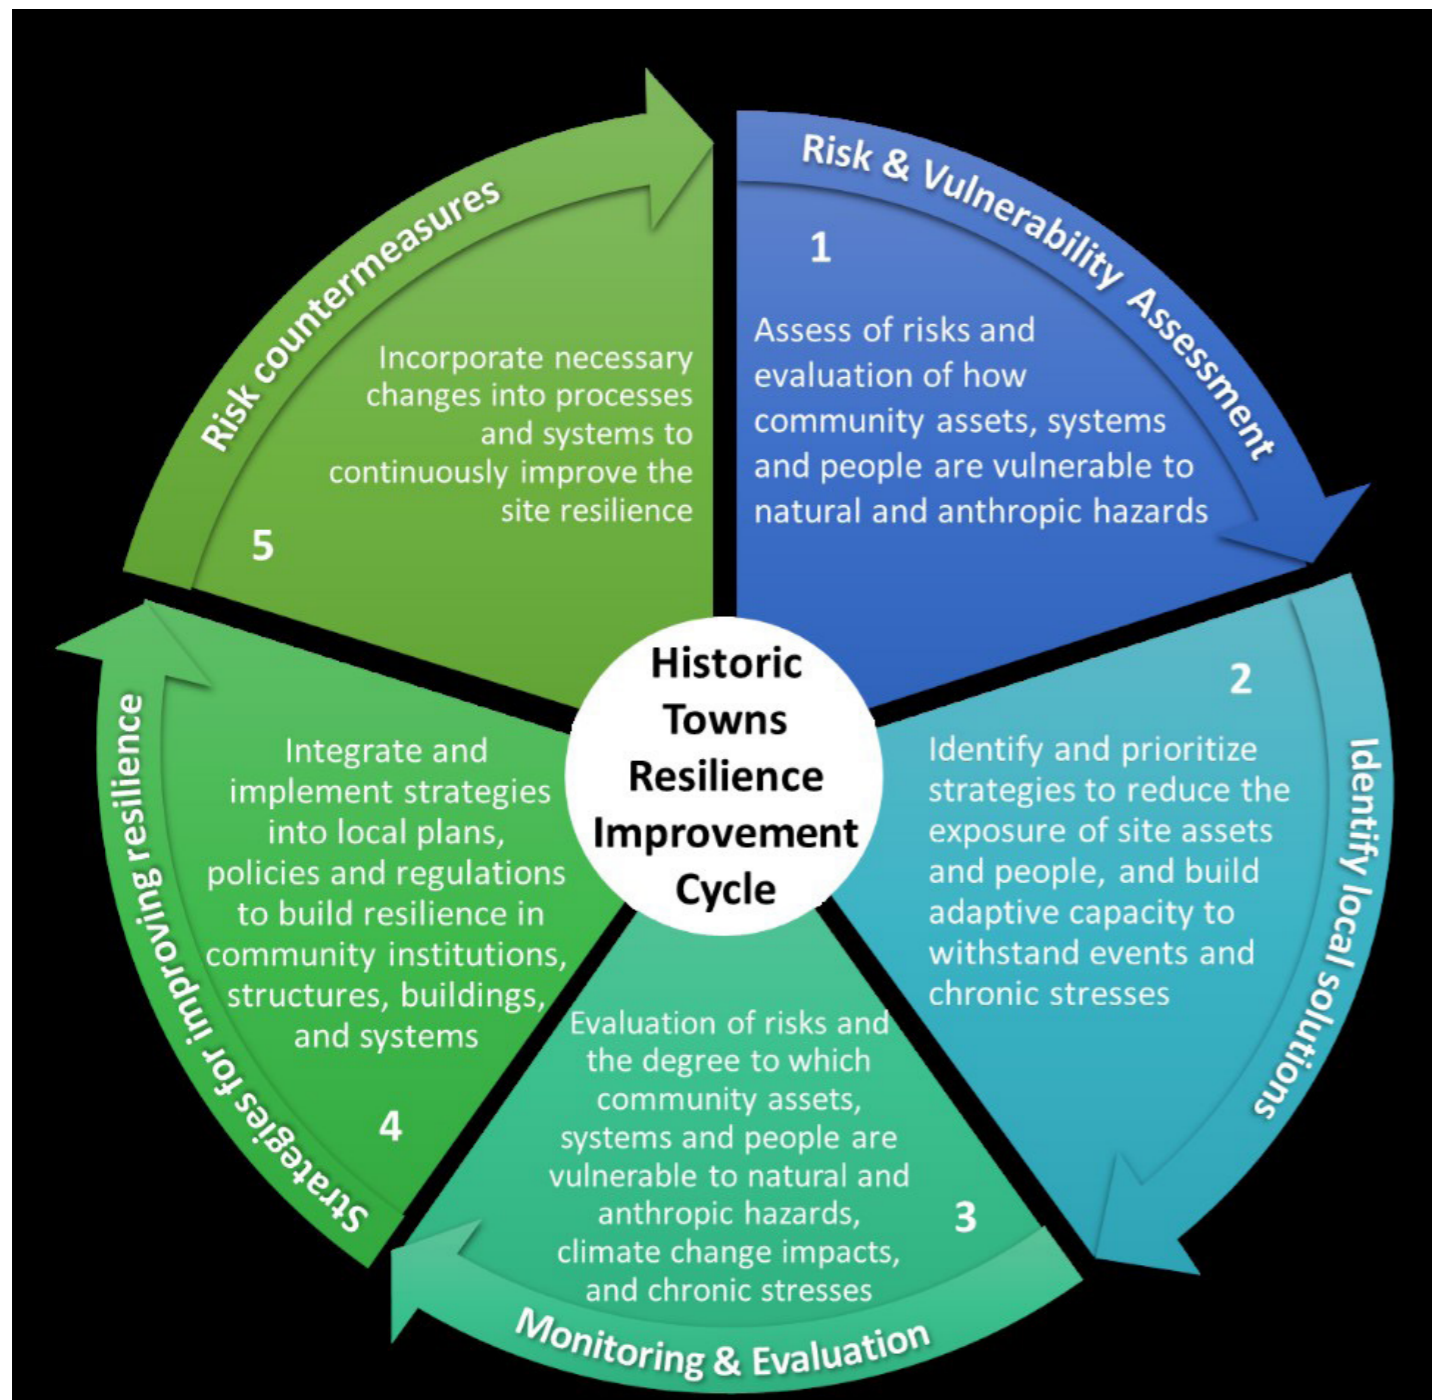 Historic
Towns
Resilience
Improvement
Cycle
Risk & Vulnerability Assessment
1
Assess of risks and
evaluation of how
community assets, systems
and people are vulnerable to
natural and anthropic hazards
Identify local solutions
2
Identify and prioritize
strategies to reduce the
exposure of site assets
and people, and build
adaptive capacity to
withstand events and
chronic stresses
Monitoring & Evaluation
3
Evaluation of risks and
the degree to which
community assets,
systems and people are
vulnerable to natural and
anthropic hazards,
climate change impacts,
and chronic stresses
Strategies for improving resilience
4
Integrate and
implement strategies
into local plans,
policies and regulations
to build resilience in
community institutions,
structures, buildings,
and systems
Risk countermeasures
5
Incorporate necessary
changes into processes
and systems to
continuously improve the
site resilience